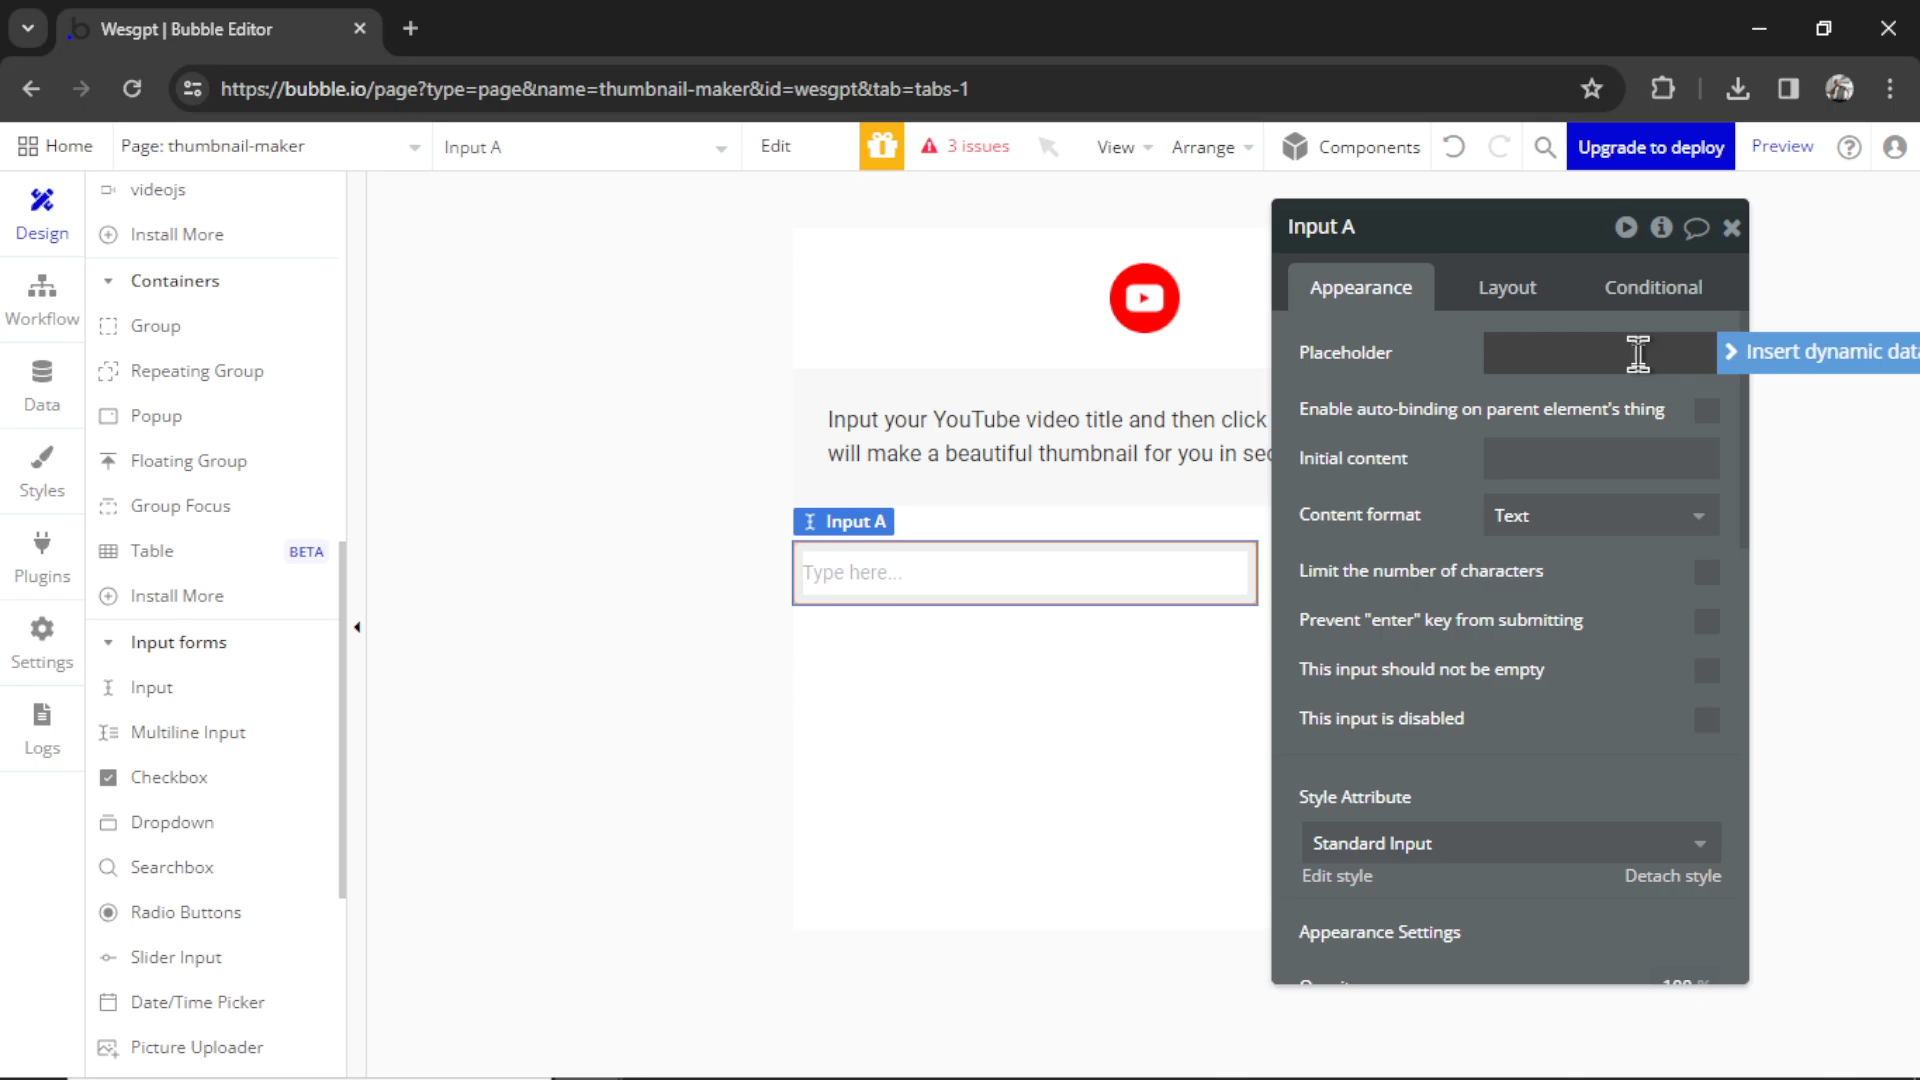 Wesgpt | Bubble Editor
https://bubble.io/page?type=page&name=thumbnail-maker&id=wesgpt&tab=tabs-1
Home
Page: thumbnail-maker
Input A
Edit
3 issues
View
Arrange
Components
Upgrade to deploy
Preview
Design
Workflow
Data
Styles
Plugins
Settings
Logs
videojs
Install More
Containers
Group
Repeating Group
Popup
Floating Group
Group Focus
Table
BETA
Install More
Input forms
Input
Multiline Input
Checkbox
Dropdown
Searchbox
Radio Buttons
Slider Input
Date/Time Picker
Picture Uploader
Input your YouTube video title and then click
will make a beautiful thumbnail for you in sec
Input A
Type here...
Input A
Appearance
Layout
Conditional
Placeholder
Insert dynamic data
Enable auto-binding on parent element's thing
Initial content
Content format
Text
Limit the number of characters
Prevent "enter" key from submitting
This input should not be empty
This input is disabled
Style Attribute
Standard Input
Edit style
Detach style
Appearance Settings